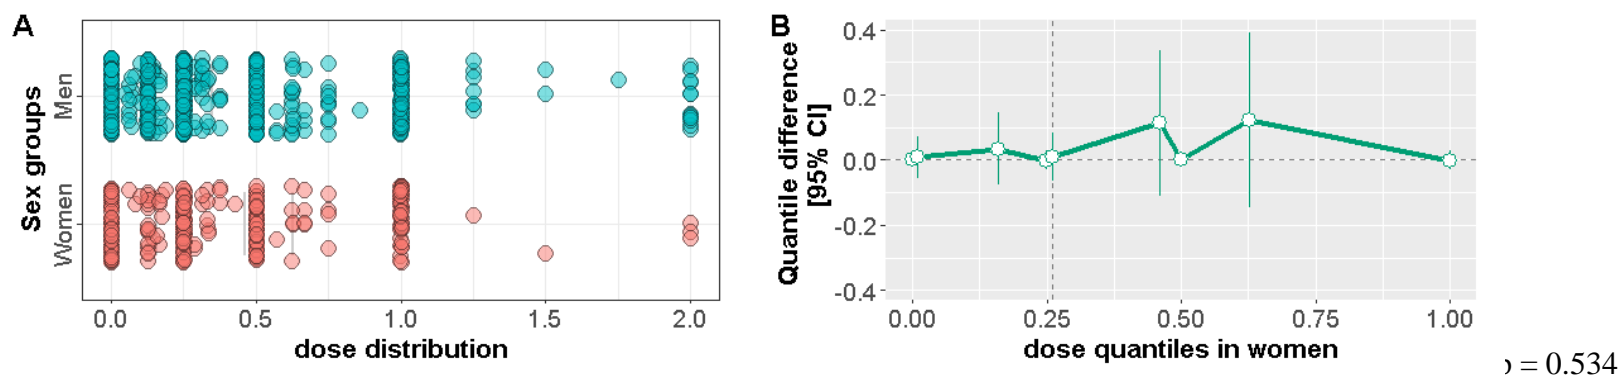 A
Sex groups
Men
Women
0.0 0.5 1.0 1.5 2.0
dose distribution
B
Quantile difference
[95% CI]
0.4
0.2
0.0
-0.2
-0.4
0.00 0.25 0.50 0.75 1.00
dose quantiles in women
= 0.534